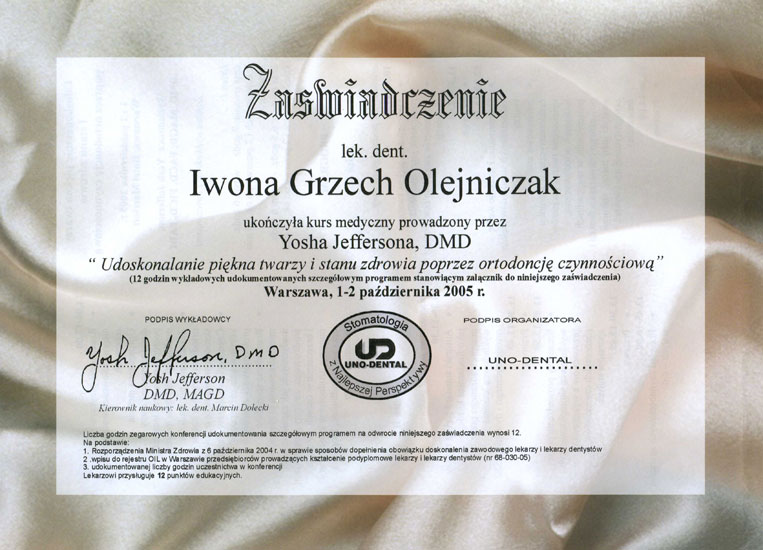 Zaświadczenie
lek. dent.
Iwona Grzech Olejniczak
ukończyła kurs medyczny prowadzony przez
Yosha Jeffersona, DMD
“ Udoskonalanie piękna twarzy i stanu zdrowia poprzez ortodoncję czynnościową”
(12 godzin wykładowych udokumentowanych szczegółowym programem stanowiącym załącznik do niniejszego zaświadczenia)
Warszawa, 1-2 października 2005 r.
PODPIS WYKŁADOWCY
Yosh Jefferson, DMD
Yosh Jefferson
DMD, MAGD
Kierownik naukowy: lek. dent. Marcin Dołecki
Stomatologia
UD
UNO-DENTAL
z Najlepszej Perspektywy
PODPIS ORGANIZATORA
UNO-DENTAL
Liczba godzin zegarowych konferencji udokumentowania szczegółowym programem na odwrocie niniejszego zaświadczenia wynosi 12.
Na podstawie:
1. Rozporządzenia Ministra Zdrowia z 6 października 2004 r. w sprawie sposobów dopełnienia obowiązku doskonalenia zawodowego lekarzy i lekarzy dentystów
2 .wpisu do rejestru OIL w Warszawie przedsiębiorców prowadzących kształcenie podyplomowe lekarzy i lekarzy dentystów (nr 68-030-05)
3. udokumentowanej liczby godzin uczestnictwa w konferencji
Lekarzowi przysługuje 12 punktów edukacyjnych.